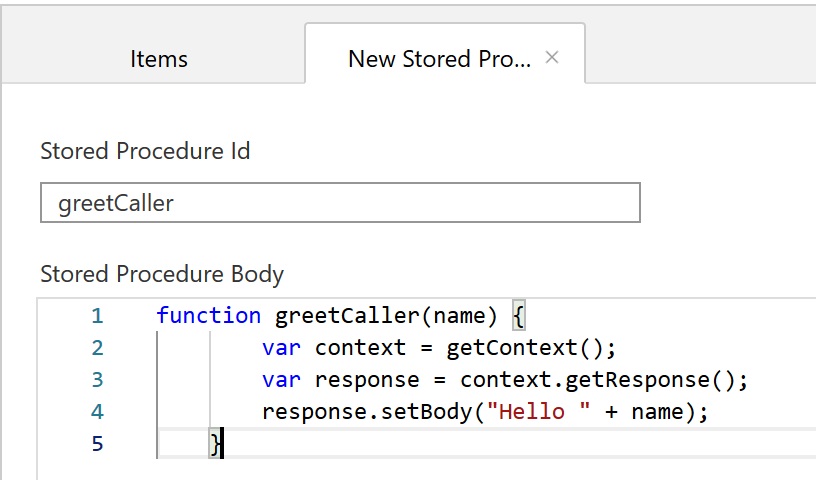 Items
New Stored Pro... ×
Stored Procedure Id
greetCaller
Stored Procedure Body
1 function greetCaller(name) {
2 var context = getContext();
3 var response = context.getResponse();
4 response.setBody("Hello " + name);
5 }